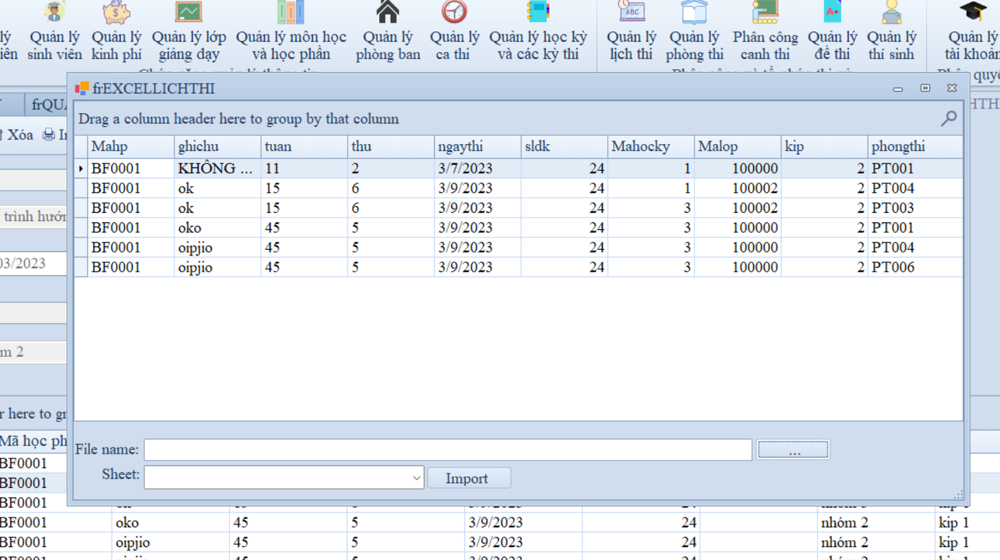 lý
iên
Quản lý
sinh viên
Quản lý
kinh phí
Quản lý lớp
giảng dạy
Quản lý môn học
và học phần
Quản lý
phòng ban
Quản lý
ca thi
Quản lý học kỳ
và các kỳ thi
Quản lý
lịch thi
Quản lý
phòng thi
Phân công
canh thi
Quản lý
đề thi
Quản lý
thí sinh
Quản lý
tài khoản
ABC
A+
quyề
frEXCELLICHTHI
frQU
HTHI
Xóa
Drag a column header here to group by that column
Mahp ghichu tuan thu ngaythi sldk Mahocky Malop kip phongthi
BF0001 KHÔNG ... 11 2 3/7/2023 24 1 100000 2 PT001
BF0001 ok 15 6 3/9/2023 24 1 100002 2 PT004
BF0001 ok 15 6 3/9/2023 24 3 100002 2 PT003
BF0001 oko 45 5 3/9/2023 24 3 100000 2 PT001
BF0001 oipjio 45 5 3/9/2023 24 3 100000 2 PT004
BF0001 oipjio 45 5 3/9/2023 24 3 100000 2 PT006
trình hướn
03/2023
m 2
r here to gr
Mã học ph
File name: ...
Sheet: Import
BF0001
BF0001
BF0001
BF0001 oko 45 5 3/9/2023 24 nhóm 2 kip 1
BF0001 oipjio 45 5 3/9/2023 24 nhóm 2 kip 1